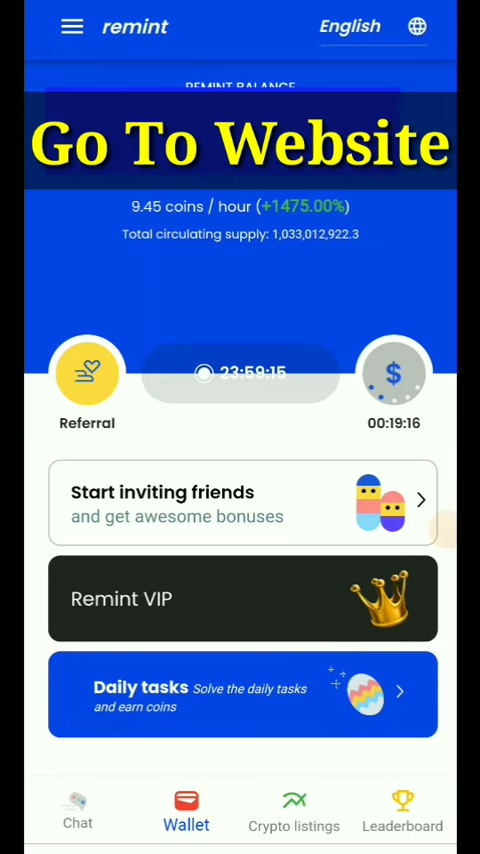 remint
English
REMINT BALANCE
Go To Website
9.45 coins / hour (+1475.00%)
Total circulating supply: 1,033,012,922.3
23:59:15
$
Referral
00:19:16
Start inviting friends
and get awesome bonuses
Remint VIP
Daily tasks Solve the daily tasks
and earn coins
Chat
Wallet
Crypto listings
Leaderboard